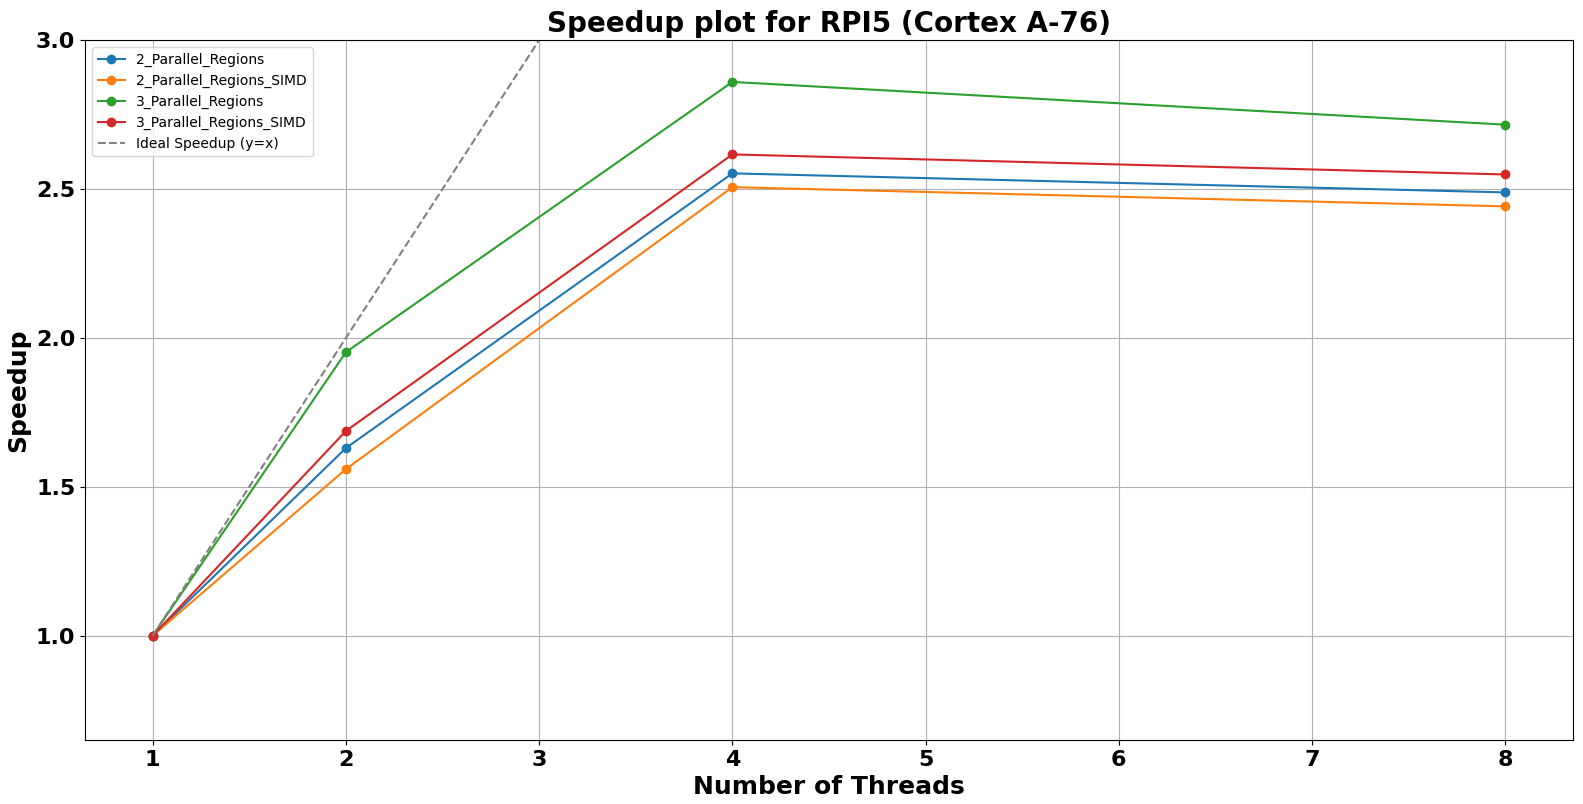 Speedup plot for RPI5 (Cortex A-76)
3.0
2.5
2.0
1.5
1.0
Speedup
2_Parallel_Regions
2_Parallel_Regions_SIMD
3_Parallel_Regions
3_Parallel_Regions_SIMD
Ideal Speedup (y=x)
1 2 3 4 5 6 7 8
Number of Threads